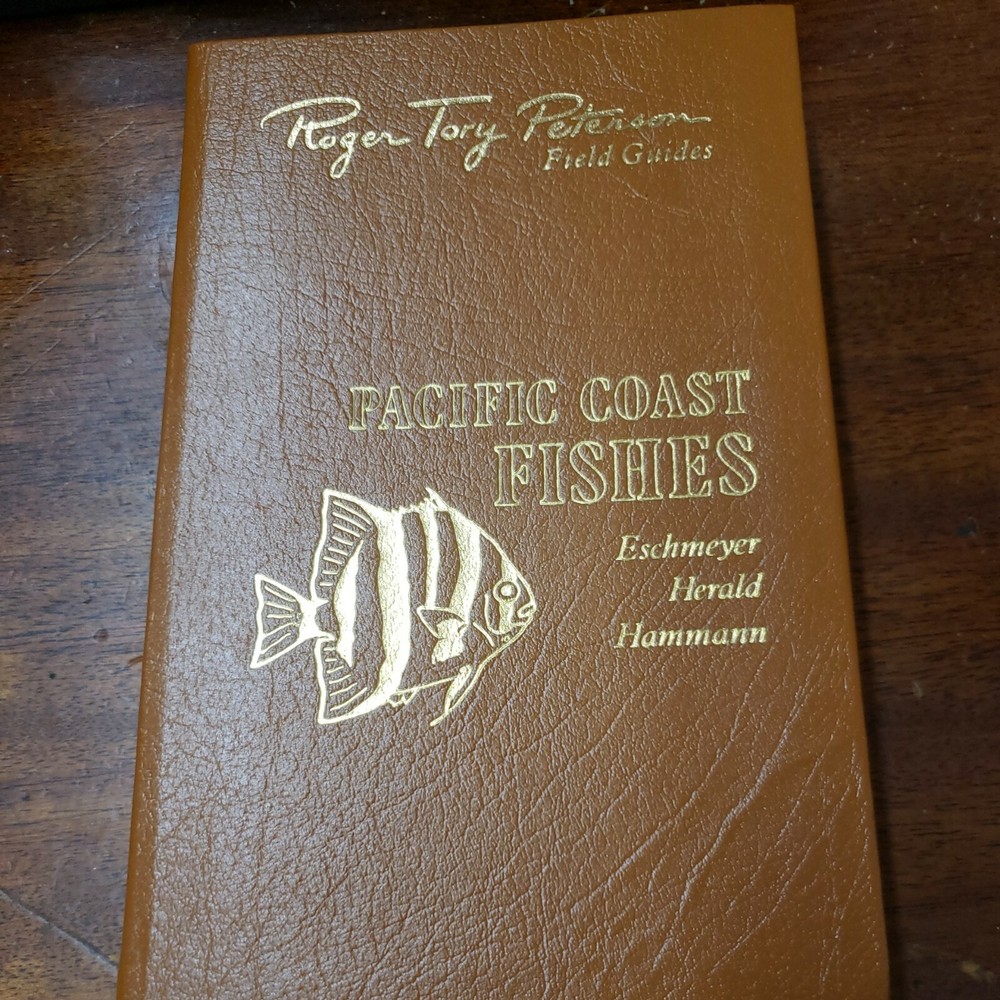 Roger Tory Peterson
Field Guides
PACIFIC COAST
FISHES
Eschmeyer
Herald
Hammann